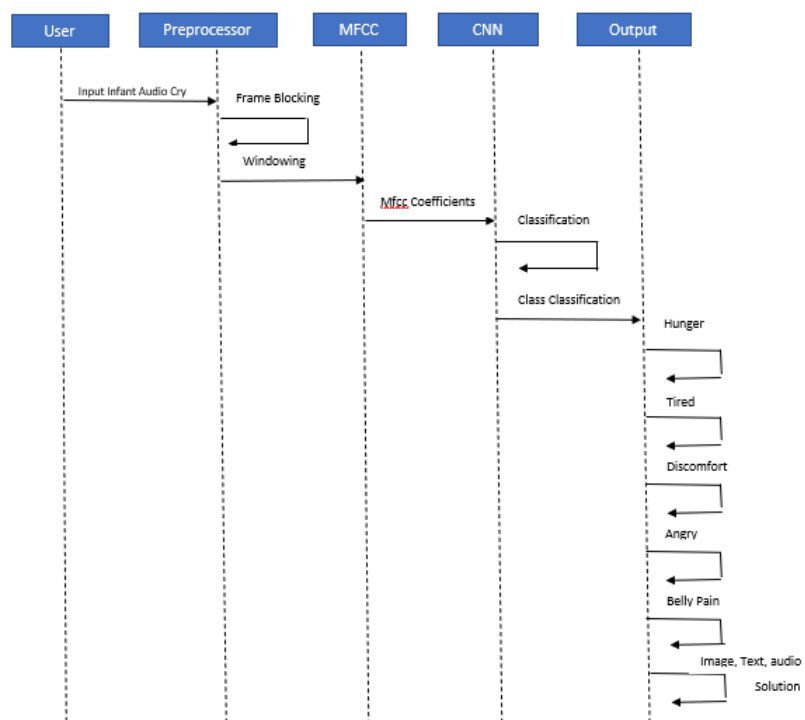 User
Preprocessor
MFCC
CNN
Output
Input Infant Audio Cry
Frame Blocking
Windowing
Mfcc Coefficients
Classification
Class Classification
Hunger
Tired
Discomfort
Angry
Belly Pain
Image, Text, audio
Solution